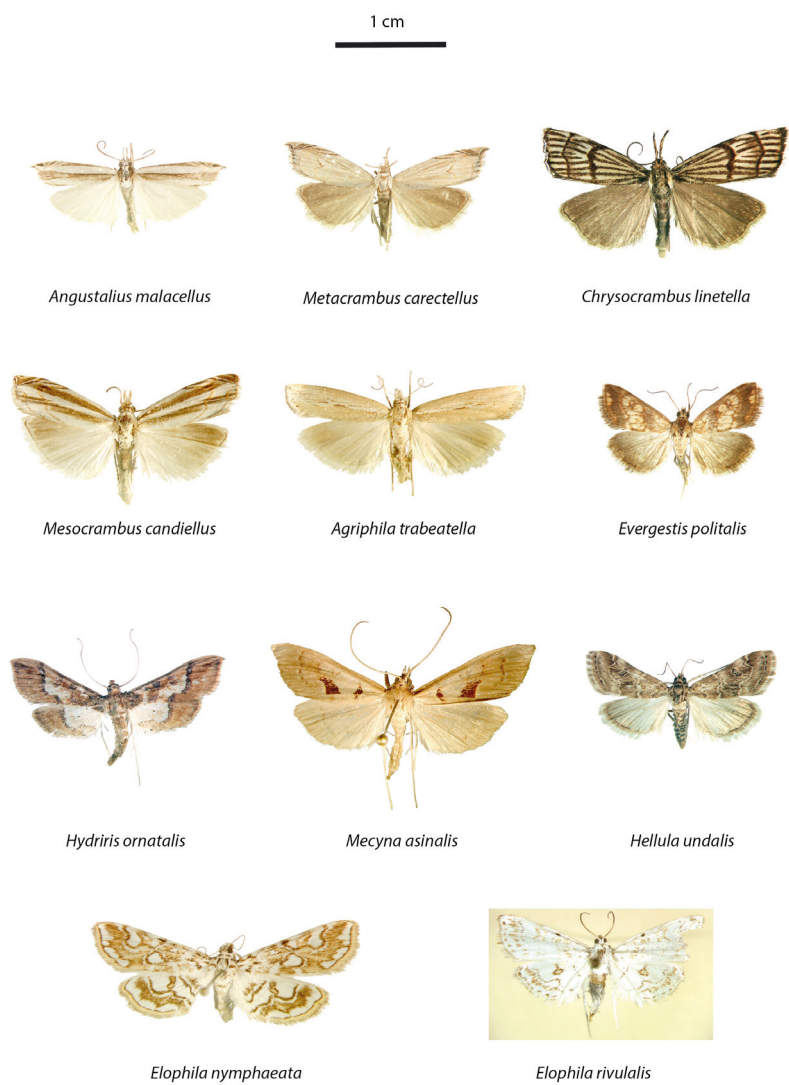 1 cm
Angustalius malacellus
Metacrambus carectellus
Chrysocrambus linetella
Mesocrambus candiellus
Agriphila trabeatella
Evergestis politalis
Hydriris ornatalis
Mecyna asinalis
Hellula undalis
Elophila nymphaeata
Elophila rivulalis